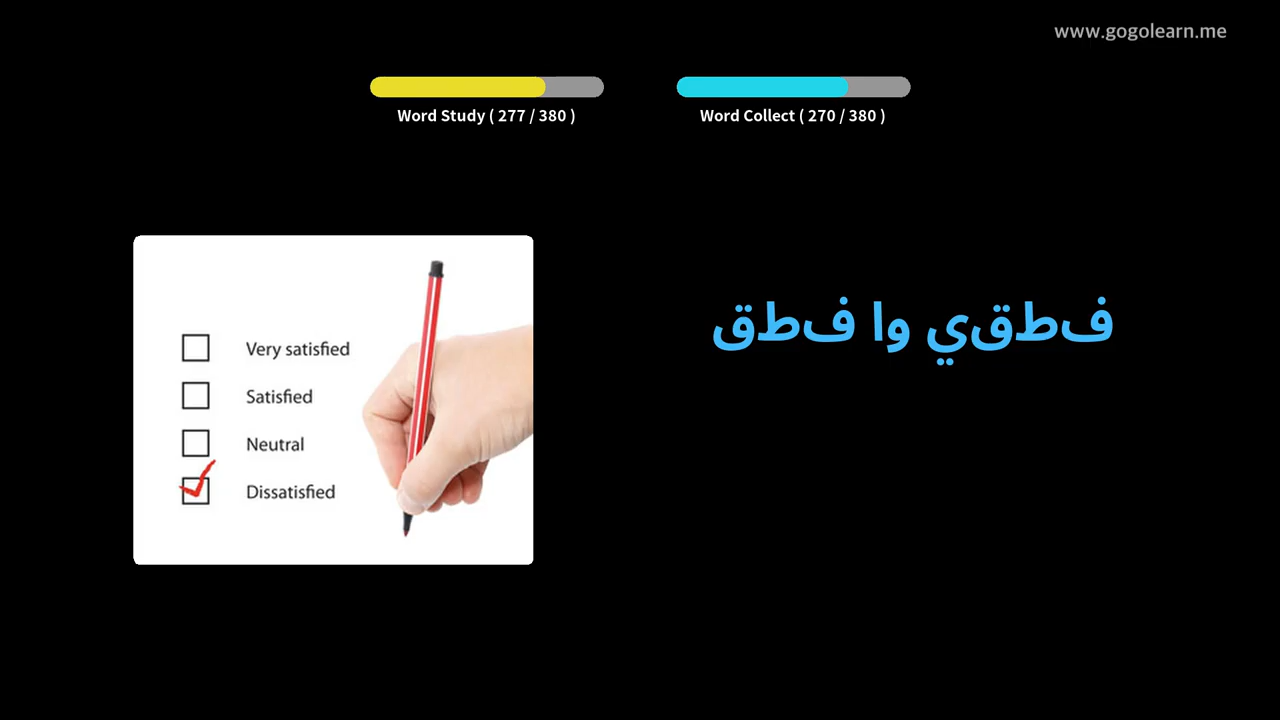 www.gogolearn.me
Word Study ( 277 / 380 )
Word Collect ( 270 / 380 )
فطقي وا فطق
Very satisfied
Satisfied
Neutral
Dissatisfied